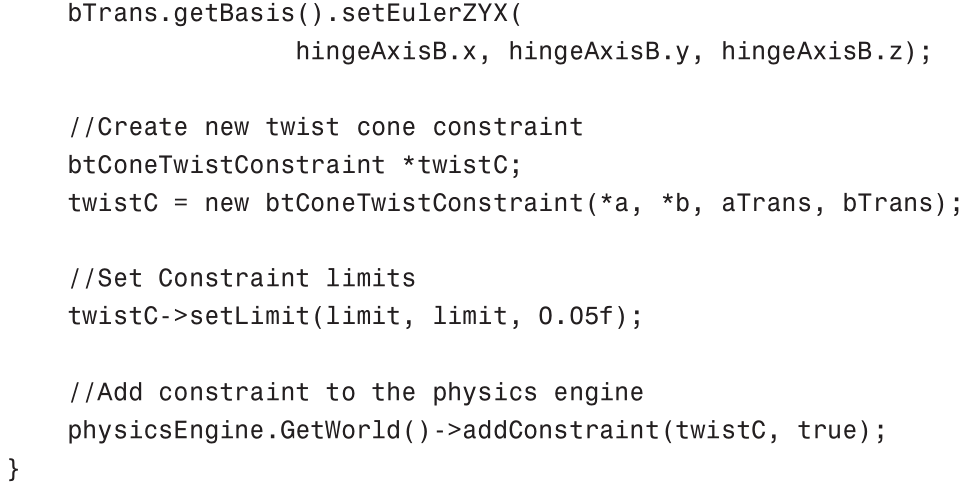 bTrans.getBasis().setEulerZYX(
hingeAxisB.x, hingeAxisB.y, hingeAxisB.z);
//Create new twist cone constraint
btConeTwistConstraint *twistC;
twistC = new btConeTwistConstraint(*a, *b, aTrans, bTrans);
//Set Constraint limits
twistC->setLimit(limit, limit, 0.05f);
//Add constraint to the physics engine
physicsEngine.GetWorld()->addConstraint(twistC, true);
}